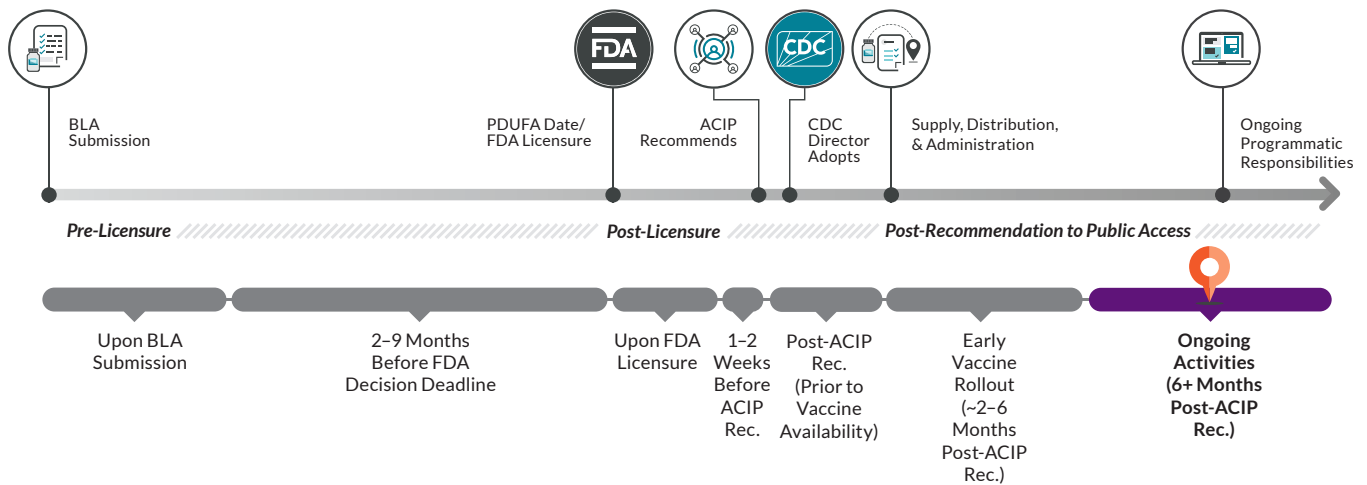 FDA
CDC
BLA
Submission
PDUFA Date/
FDA Licensure
ACIP
Recommends
CDC
Director
Adopts
Supply, Distribution,
& Administration
Ongoing
Programmatic
Responsibilities
Pre-Licensure
Post-Licensure
Post-Recommendation to Public Access
Upon BLA
Submission
2–9 Months
Before FDA
Decision Deadline
Upon FDA
Licensure
1–2
Weeks
Before
ACIP
Rec.
Post-ACIP
Rec.
(Prior to
Vaccine
Availability)
Early
Vaccine
Rollout
(~2–6
Months
Post-ACIP
Rec.)
Ongoing
Activities
(6+ Months
Post-ACIP
Rec.)